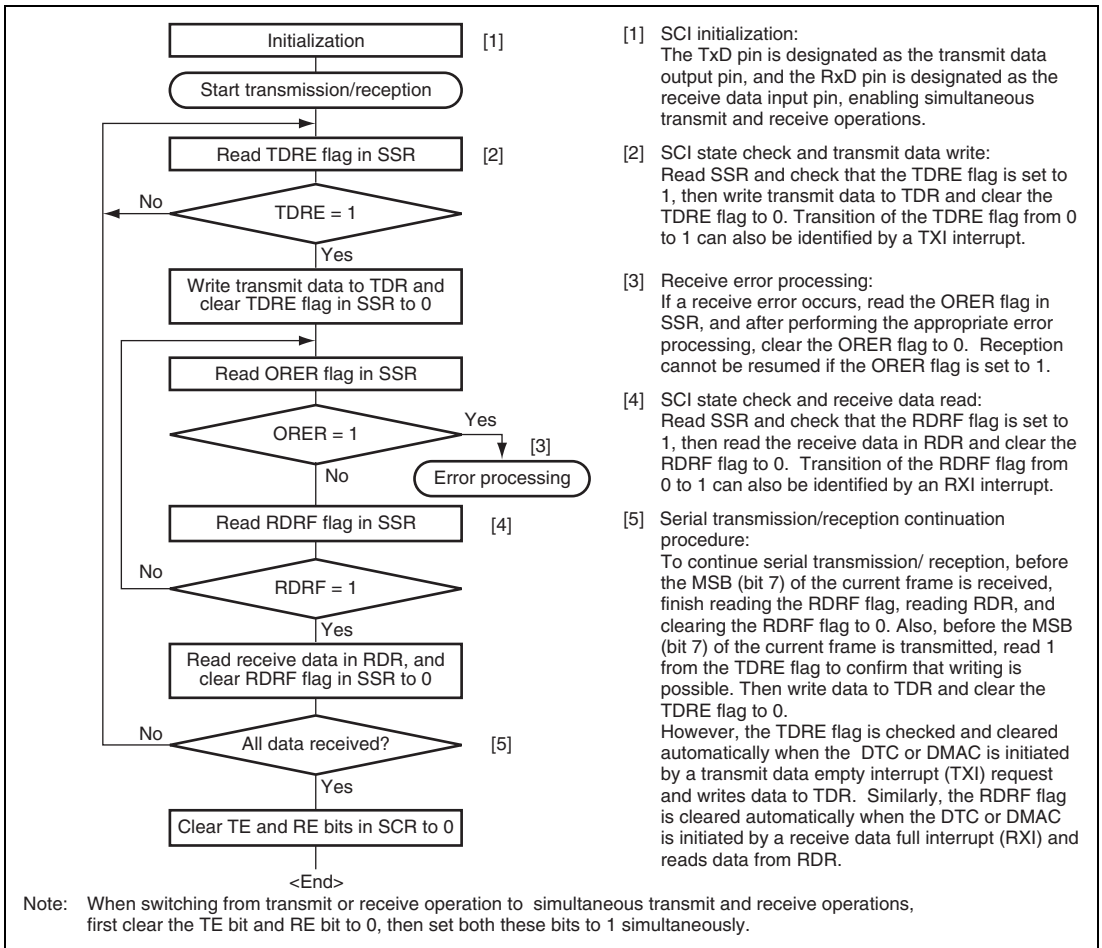 Initialization [1]
Start transmission/reception
Read TDRE flag in SSR [2]
No
TDRE = 1
Yes
Write transmit data to TDR and
clear TDRE flag in SSR to 0
Read ORER flag in SSR
Yes
ORER = 1
[3]
No
Error processing
Read RDRF flag in SSR [4]
No
RDRF = 1
Yes
Read receive data in RDR, and
clear RDRF flag in SSR to 0
No
All data received? [5]
Yes
Clear TE and RE bits in SCR to 0
<End>
[1] SCI initialization:
The TxD pin is designated as the transmit data
output pin, and the RxD pin is designated as the
receive data input pin, enabling simultaneous
transmit and receive operations.
[2] SCI state check and transmit data write:
Read SSR and check that the TDRE flag is set to
1, then write transmit data to TDR and clear the
TDRE flag to 0. Transition of the TDRE flag from 0
to 1 can also be identified by a TXI interrupt.
[3] Receive error processing:
If a receive error occurs, read the ORER flag in
SSR, and after performing the appropriate error
processing, clear the ORER flag to 0. Reception
cannot be resumed if the ORER flag is set to 1.
[4] SCI state check and receive data read:
Read SSR and check that the RDRF flag is set to
1, then read the receive data in RDR and clear the
RDRF flag to 0. Transition of the RDRF flag from
0 to 1 can also be identified by an RXI interrupt.
[5] Serial transmission/reception continuation
procedure:
To continue serial transmission/ reception, before
the MSB (bit 7) of the current frame is received,
finish reading the RDRF flag, reading RDR, and
clearing the RDRF flag to 0. Also, before the MSB
(bit 7) of the current frame is transmitted, read 1
from the TDRE flag to confirm that writing is
possible. Then write data to TDR and clear the
TDRE flag to 0.
However, the TDRE flag is checked and cleared
automatically when the DTC or DMAC is initiated
by a transmit data empty interrupt (TXI) request
and writes data to TDR. Similarly, the RDRF flag
is cleared automatically when the DTC or DMAC
is initiated by a receive data full interrupt (RXI) and
reads data from RDR.
Note: When switching from transmit or receive operation to simultaneous transmit and receive operations,
first clear the TE bit and RE bit to 0, then set both these bits to 1 simultaneously.